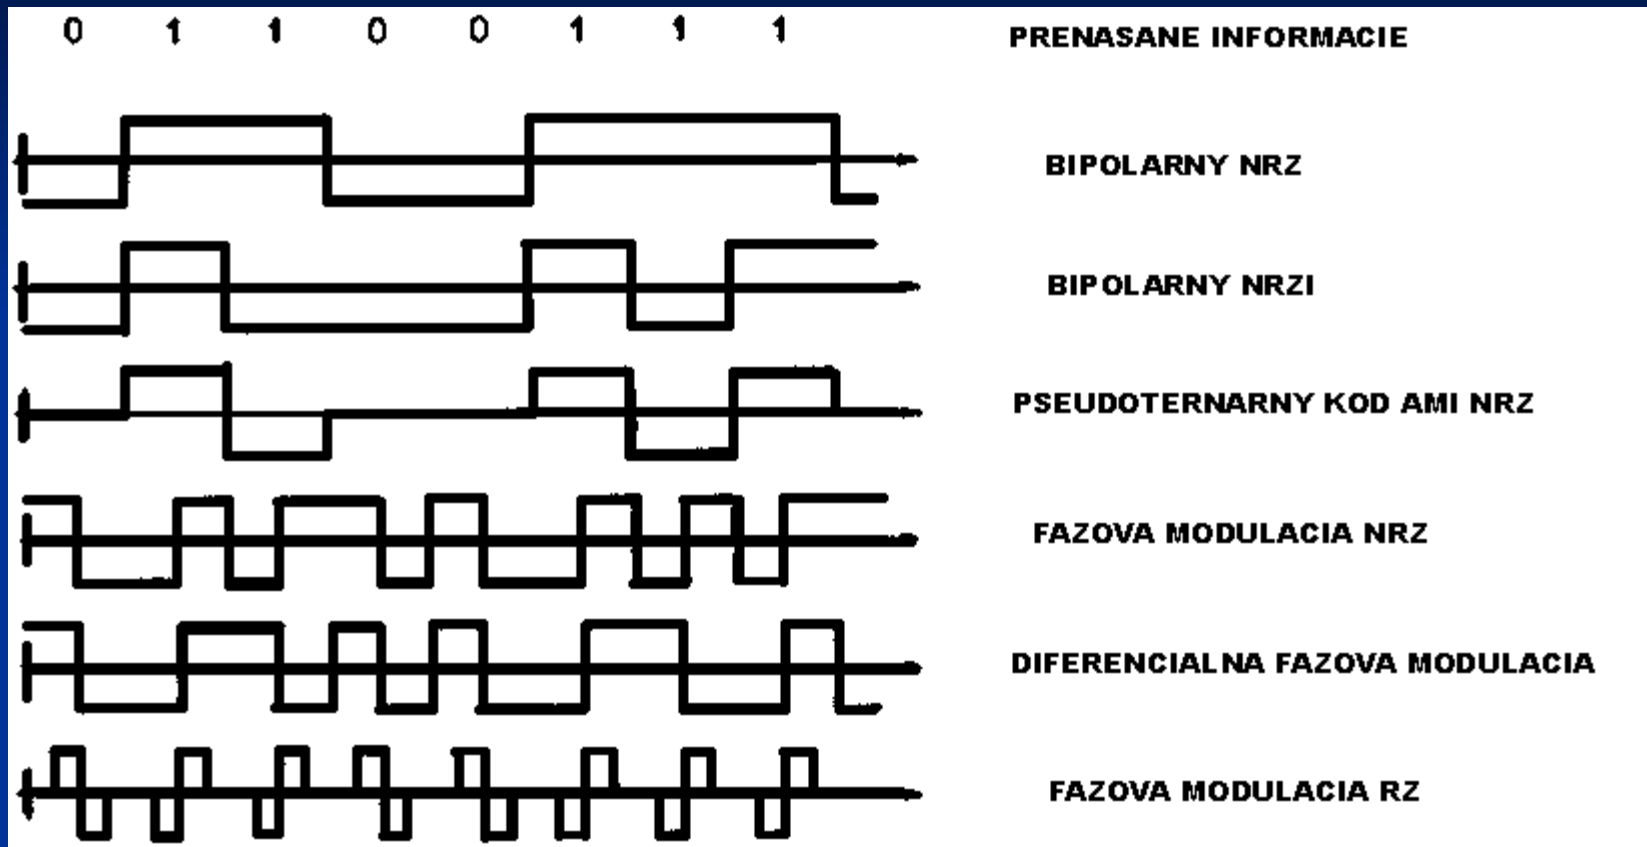 0 1 1 0 0 1 1 1 PRENASANE INFORMACIE
BIPOLARNY NRZ
BIPOLARNY NRZI
PSEUDOTERNARNY KOD AMI NRZ
FAZOVA MODULACIA NRZ
DIFERENCIALNA FAZOVA MODULACIA
FAZOVA MODULACIA RZ